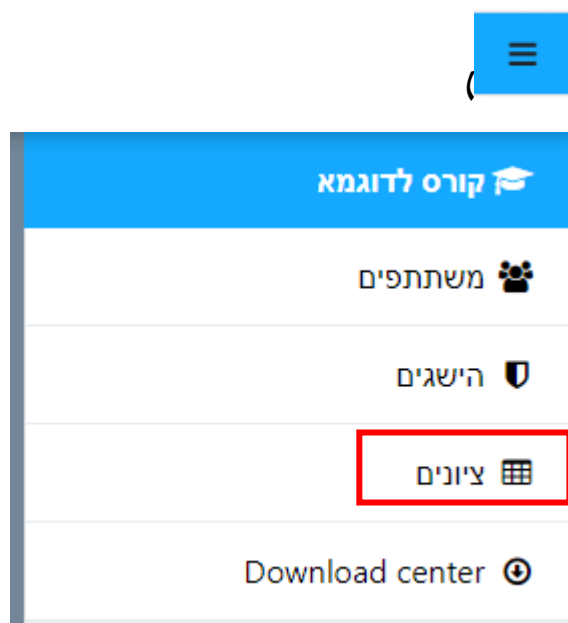 (
קורס לדוגמא
משתתפים
הישגים
ציונים
Download center